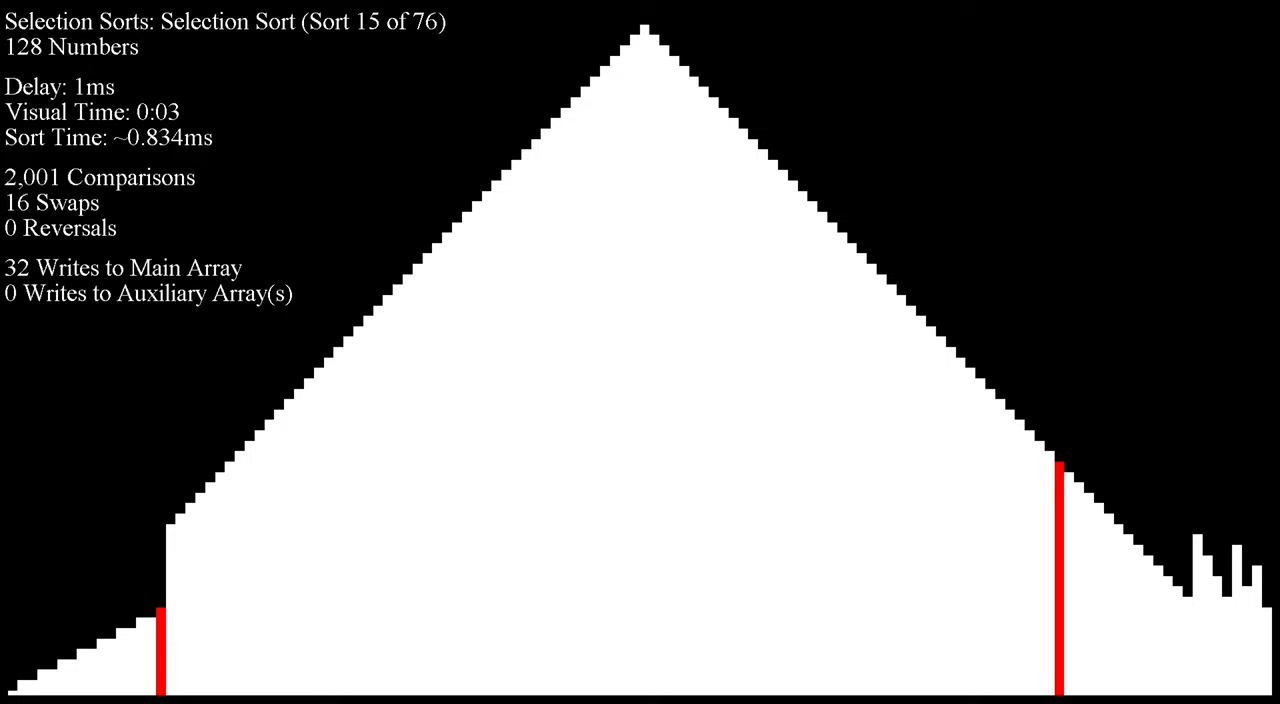 Selection Sorts: Selection Sort (Sort 15 of 76)
128 Numbers
Delay: 1ms
Visual Time: 0:03
Sort Time: ~0.834ms
2,001 Comparisons
16 Swaps
0 Reversals
32 Writes to Main Array
0 Writes to Auxiliary Array(s)